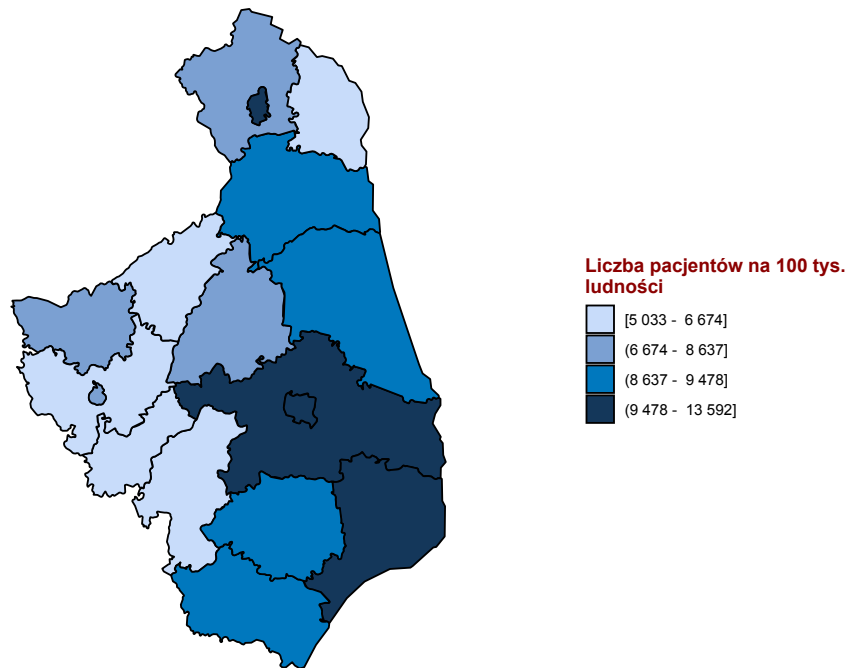 Liczba pacjentów na 100 tys.
ludności
[5 033 - 6 674]
(6 674 - 8 637]
(8 637 - 9 478]
(9 478 - 13 592]